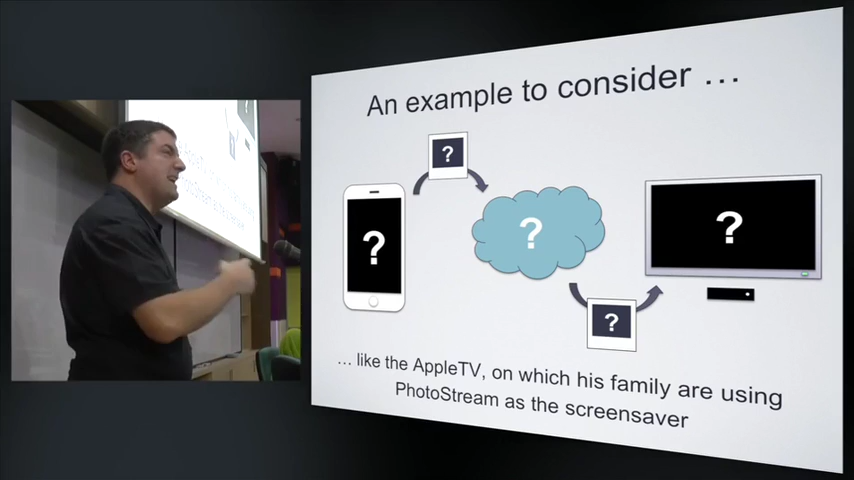 An example to consider …
?
?
?
?
?
… like the AppleTV, on which his family are using
PhotoStream as the screensaver